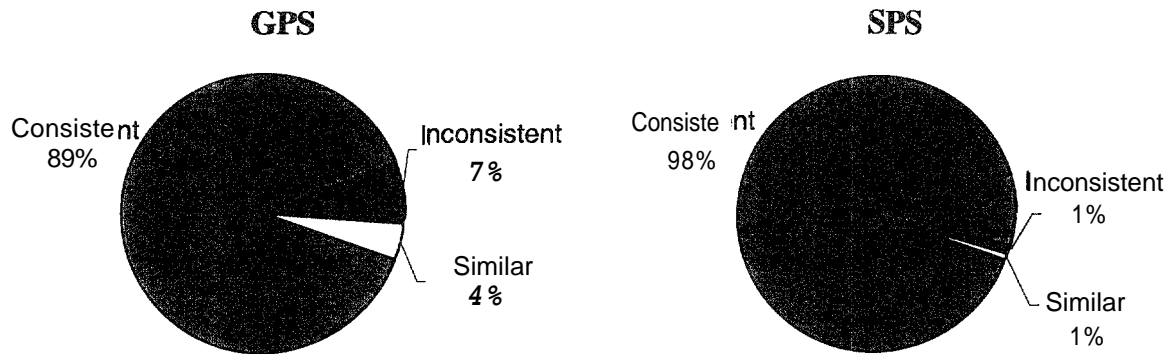 GPS
Consistent
89%
Inconsistent
7%
Similar
4%
SPS
Consistent
98%
Inconsistent
1%
Similar
1%